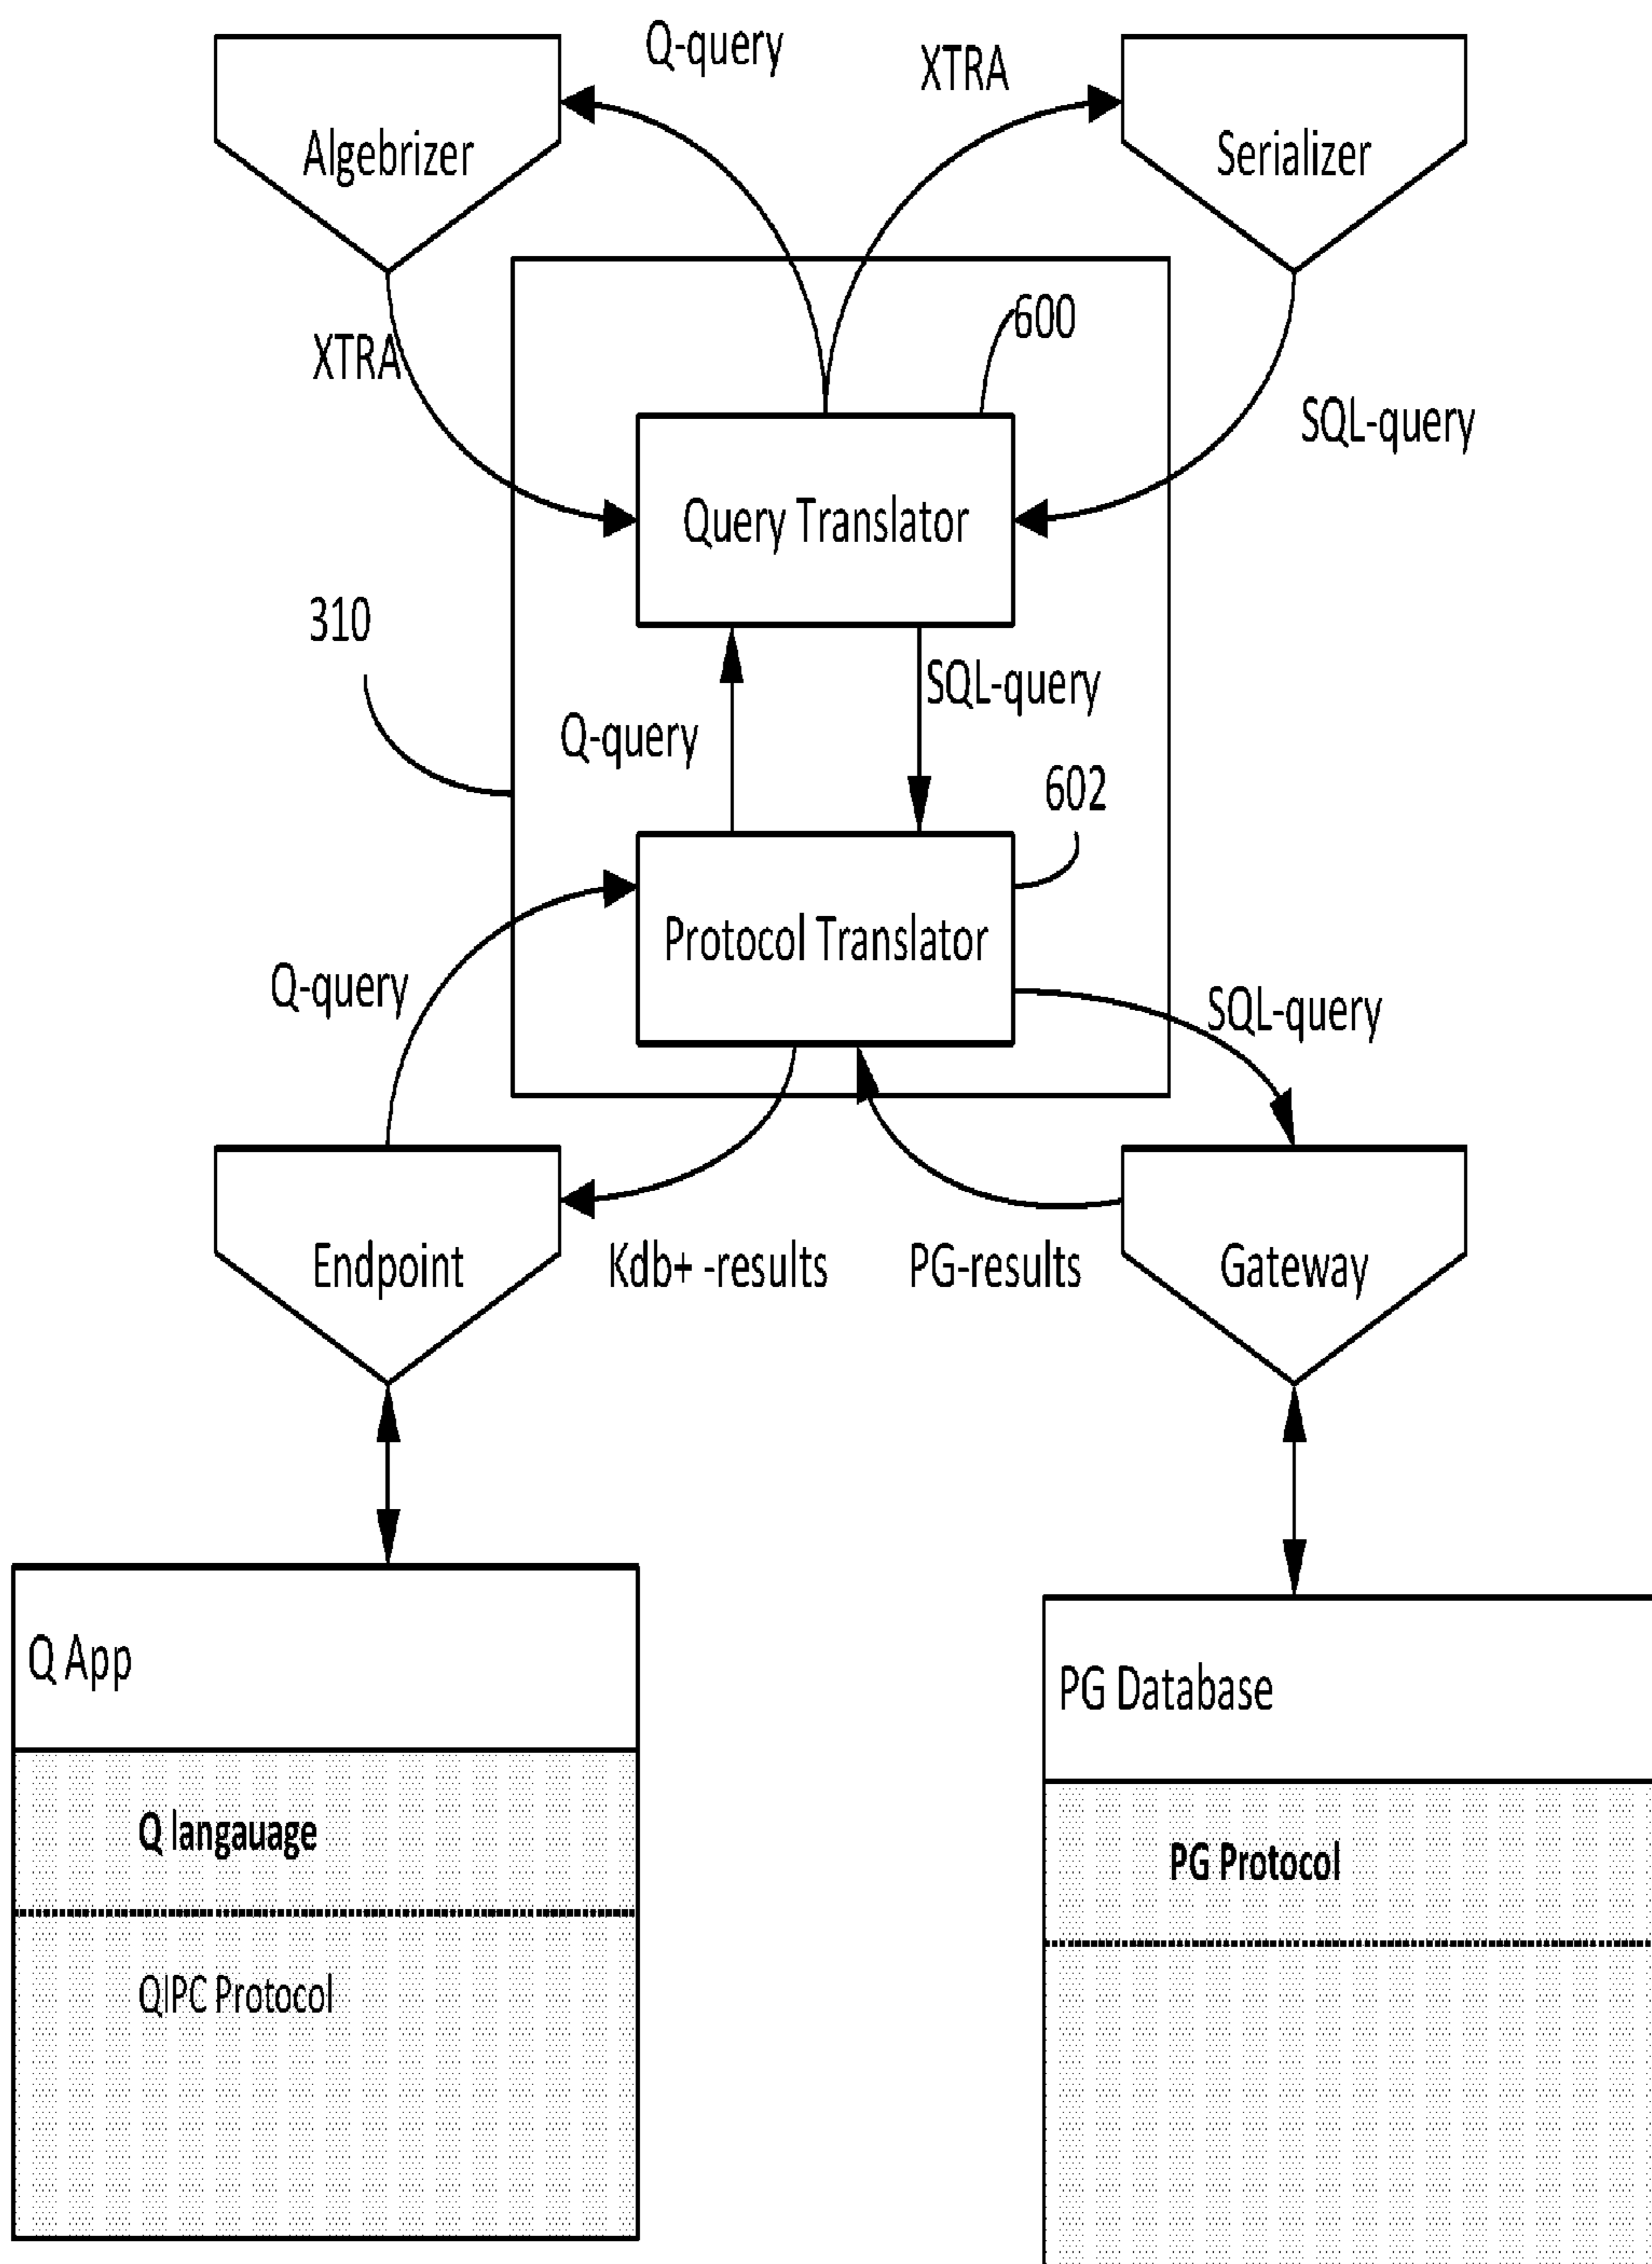 Q-query
XTRA
Algebrizer
Serializer
600
XTRA
SQL-query
Query Translator
310
SQL-query
Q-query
602
Protocol Translator
Q-query
SQL-query
Endpoint
Kdb+ -results
PG-results
Gateway
Q App
PG Database
Q langauage
PG Protocol
QIPC Protocol